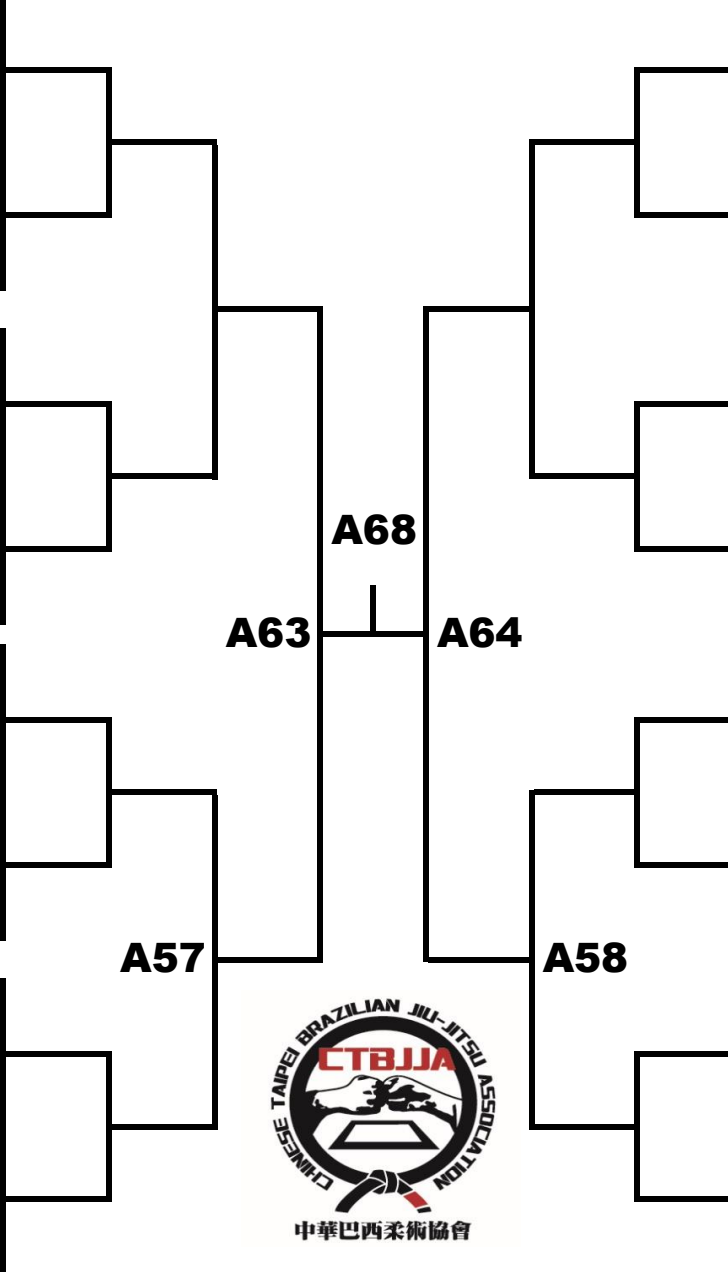 A68
A63
A64
A57
A58
CHINESE TAIPEI BRAZILIAN JIU-JITSU ASSOCIATION
CTBJJA
中華巴西柔術協會